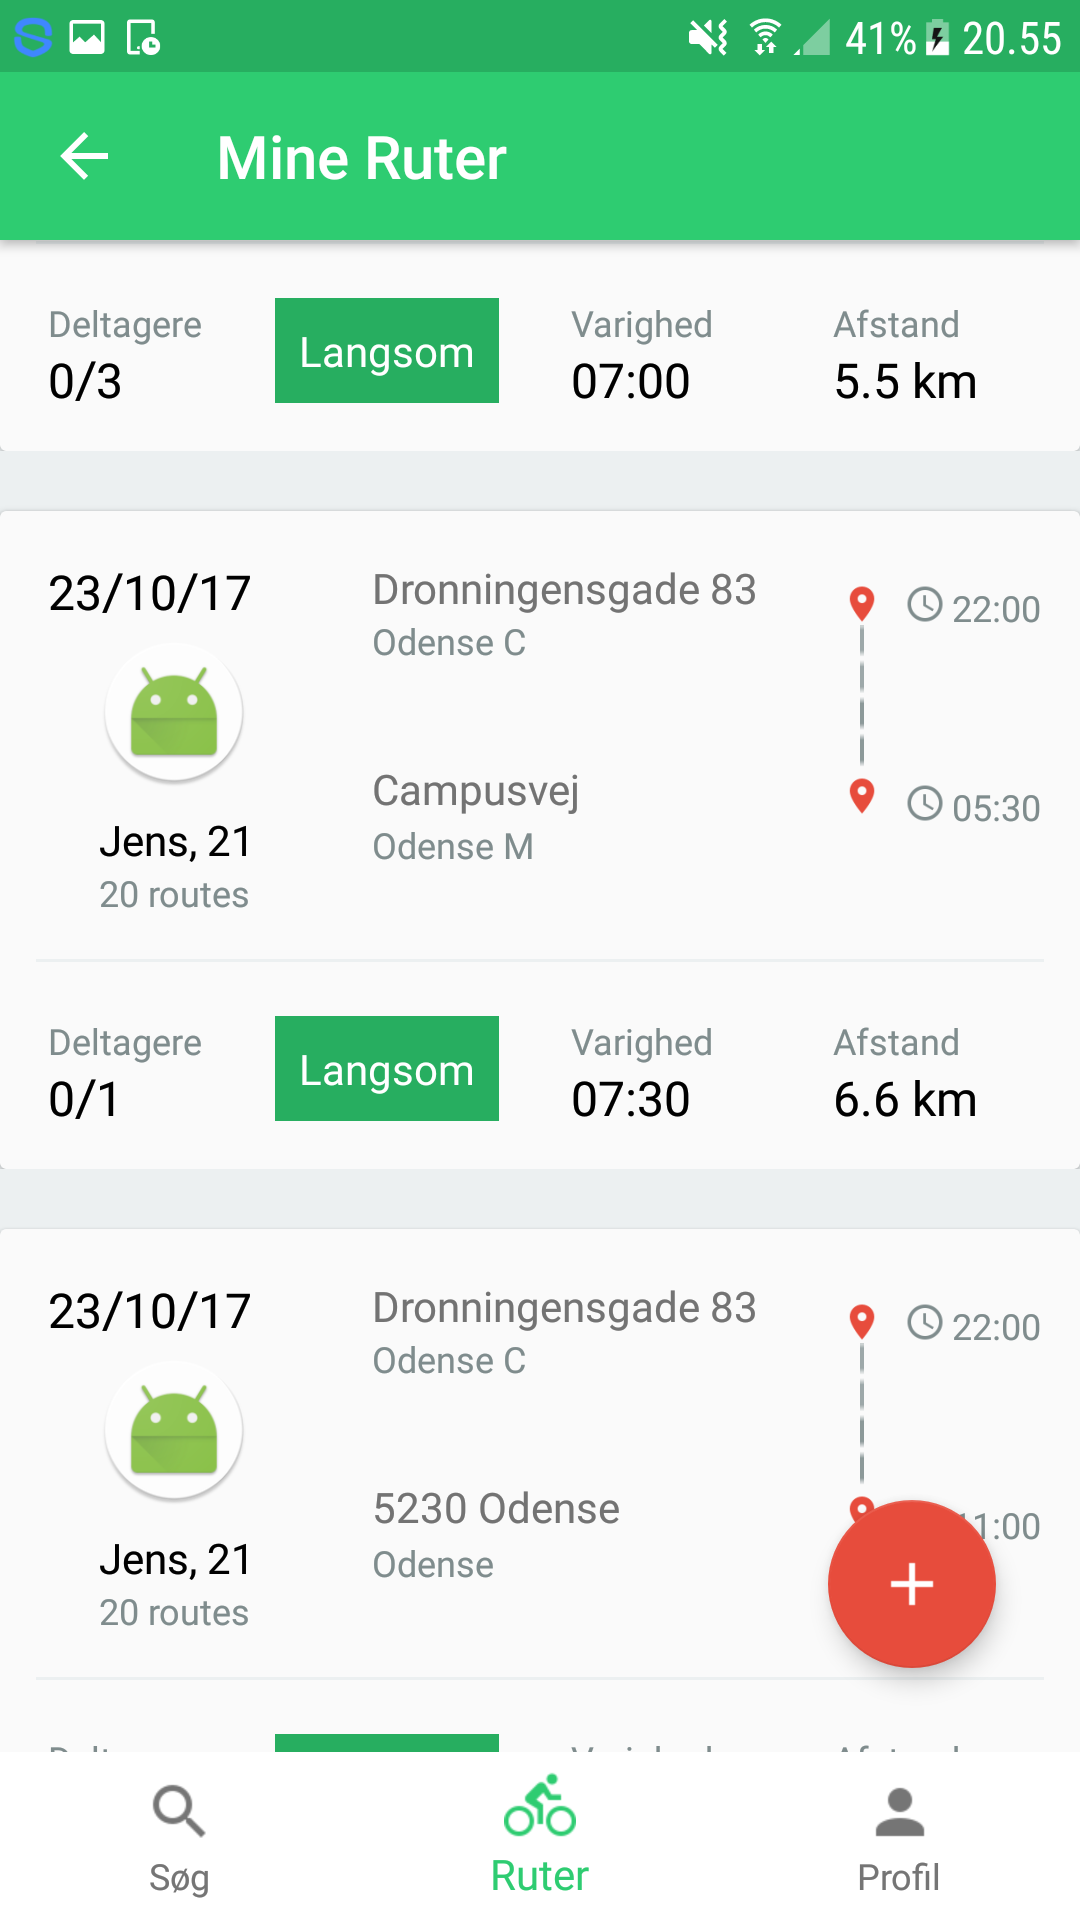 41% 20.55
Mine Ruter
Deltagere Langsom Varighed Afstand
0/3 07:00 5.5 km
23/10/17 Dronningensgade 83 22:00
Odense C
Campusvej 05:30
Odense M
Jens, 21
20 routes
Deltagere Langsom Varighed Afstand
0/1 07:30 6.6 km
23/10/17 Dronningensgade 83 22:00
Odense C
5230 Odense 1:00
Odense
Jens, 21
20 routes
Søg Ruter Profil